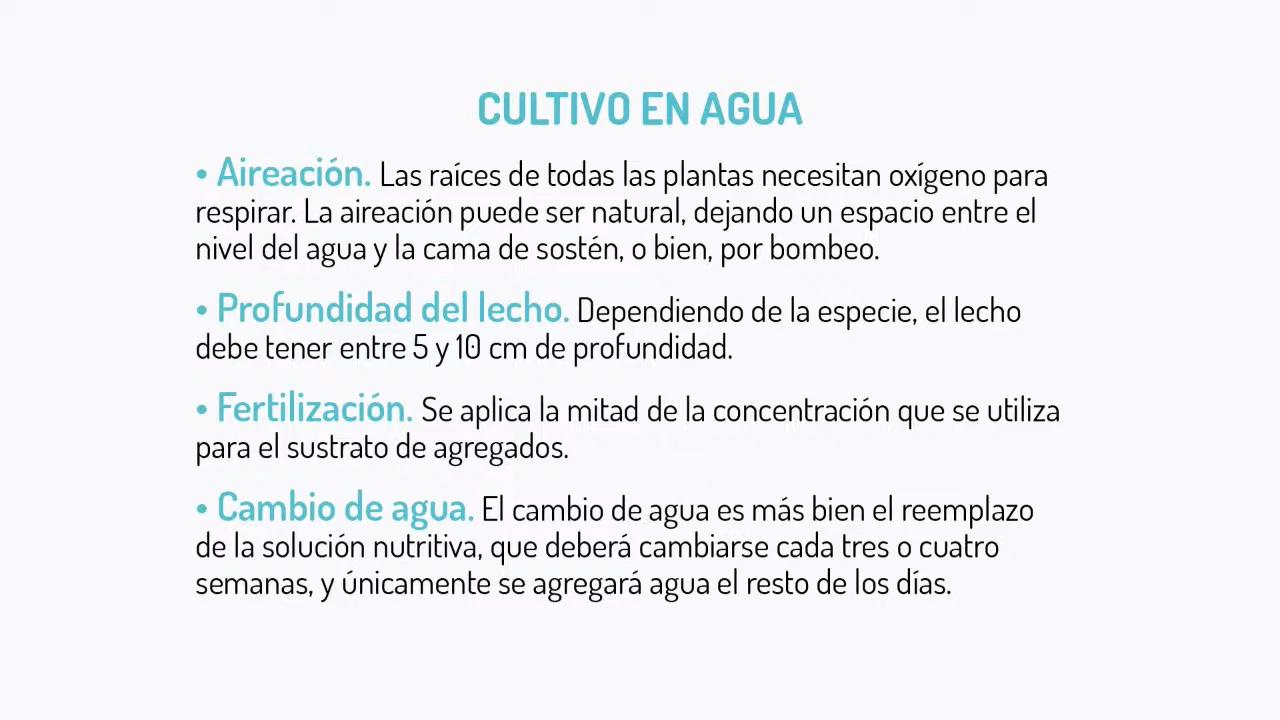 CULTIVO EN AGUA
• Aireación. Las raíces de todas las plantas necesitan oxígeno para
respirar. La aireación puede ser natural, dejando un espacio entre el
nivel del agua y la cama de sostén, o bien, por bombeo.
• Profundidad del lecho. Dependiendo de la especie, el lecho
debe tener entre 5 y 10 cm de profundidad.
• Fertilización. Se aplica la mitad de la concentración que se utiliza
para el sustrato de agregados.
• Cambio de agua. El cambio de agua es más bien el reemplazo
de la solución nutritiva, que deberá cambiarse cada tres o cuatro
semanas, y únicamente se agregará agua el resto de los días.